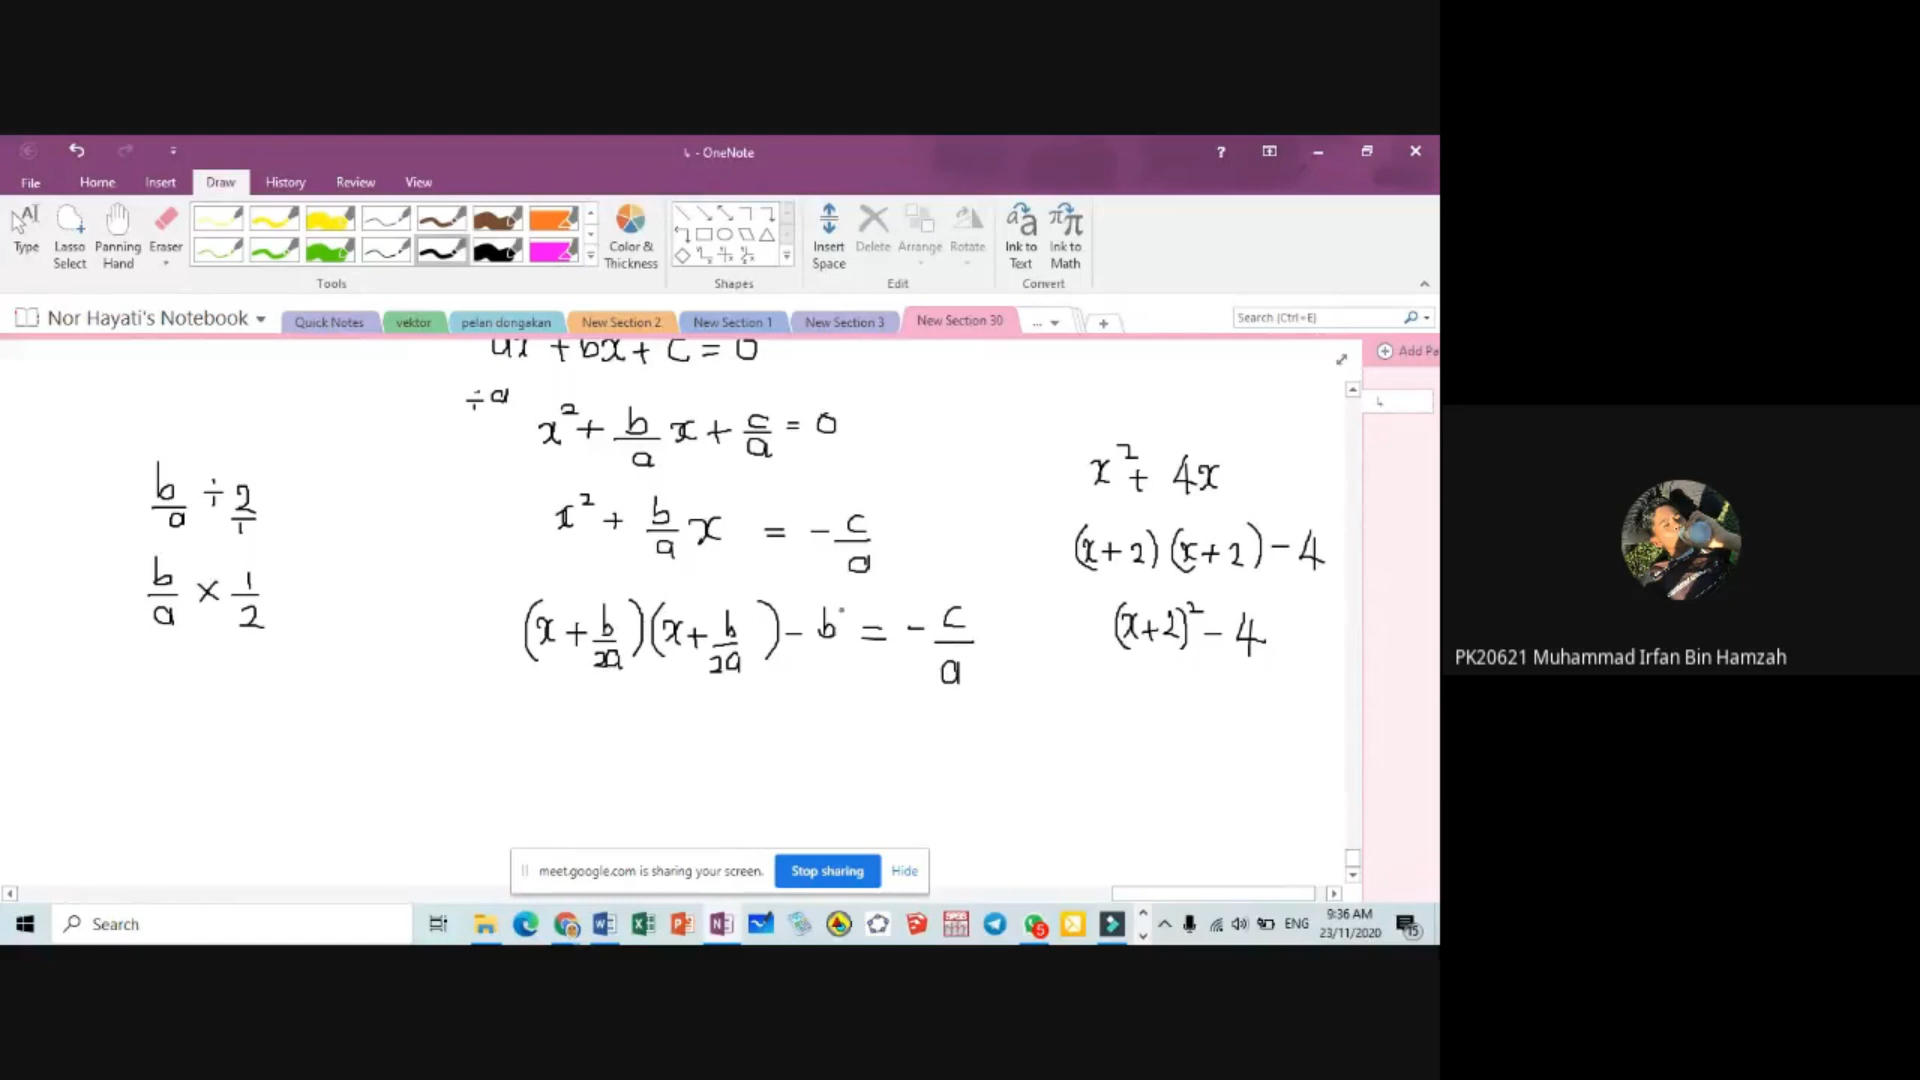 ↳ - OneNote
?
File Home Insert Draw History Review View
Type
Lasso Select
Panning Hand
Eraser
Color & Thickness
Insert Space
Delete
Arrange
Rotate
Ink to Text
Ink to Math
Tools
Shapes
Edit
Convert
Nor Hayati's Notebook
Quick Notes
vektor
pelan dongakan
New Section 2
New Section 1
New Section 3
New Section 30
...
+
Search (Ctrl+E)
Add Pa
↳
ax² + bx + c = 0
÷a
x² + b/a x + c/a = 0
x² + b/a x = - c/a
(x + b/2a)(x + b/2a) - b = - c/a
b/a ÷ 2/1
b/a × 1/2
x² + 4x
(x+2)(x+2) - 4
(x+2)² - 4
PK20621 Muhammad Irfan Bin Hamzah
meet.google.com is sharing your screen.
Stop sharing
Hide
Search
5
ENG
9:36 AM
23/11/2020
15